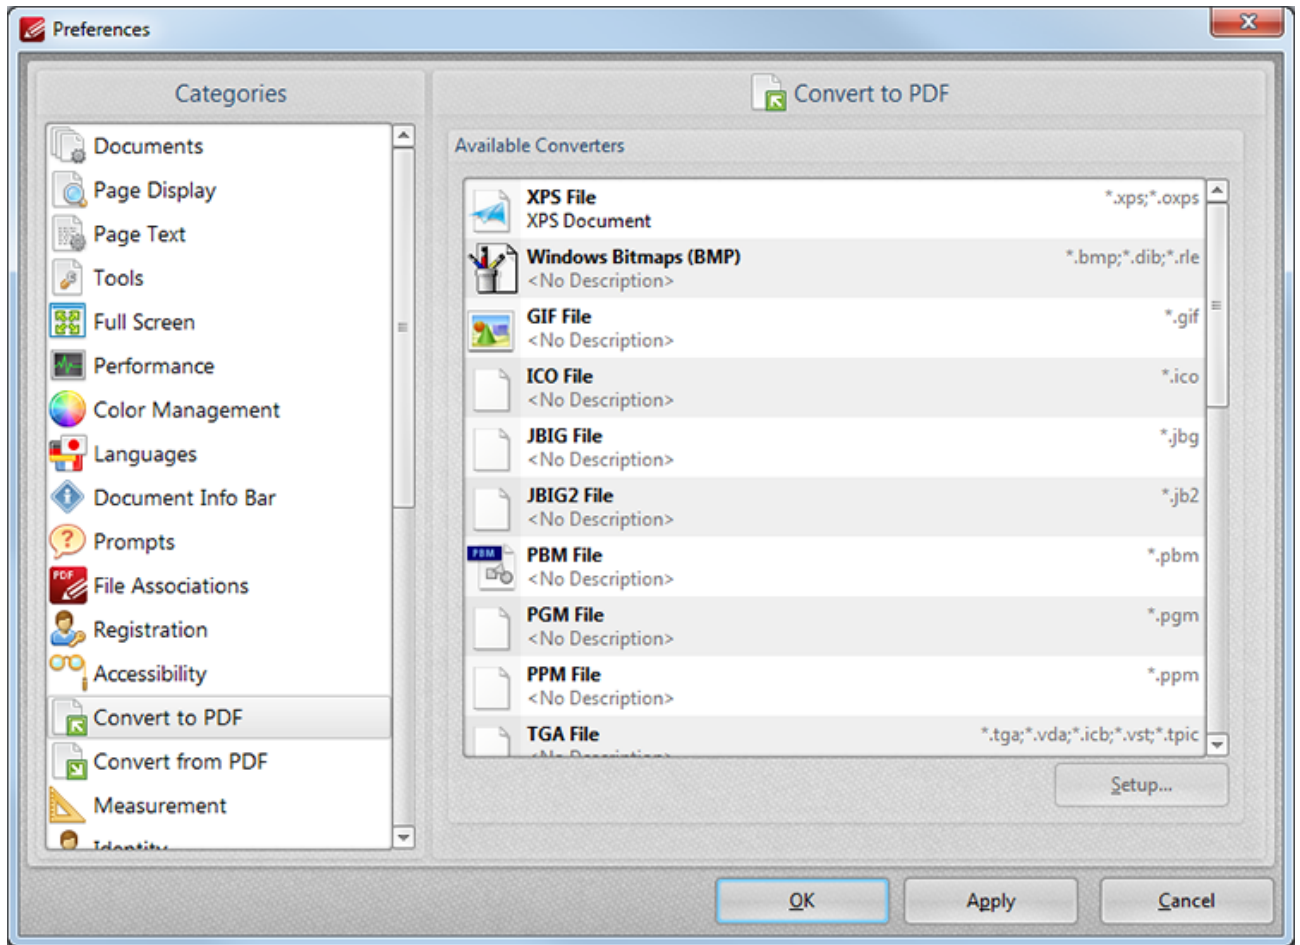 Preferences
Categories
Documents
Page Display
Page Text
Tools
Full Screen
Performance
Color Management
Languages
Document Info Bar
Prompts
File Associations
Registration
Accessibility
Convert to PDF
Convert from PDF
Measurement
Identity
Convert to PDF
Available Converters
XPS File *.xps;*.oxps
XPS Document
Windows Bitmaps (BMP) *.bmp;*.dib;*.rle
<No Description>
GIF File *.gif
<No Description>
ICO File *.ico
<No Description>
JBIG File *.jbg
<No Description>
JBIG2 File *.jb2
<No Description>
PBM
PBM File *.pbm
<No Description>
PGM File *.pgm
<No Description>
PPM File *.ppm
<No Description>
TGA File *.tga;*.vda;*.icb;*.vst;*.tpic
<No Description>
Setup...
OK Apply Cancel